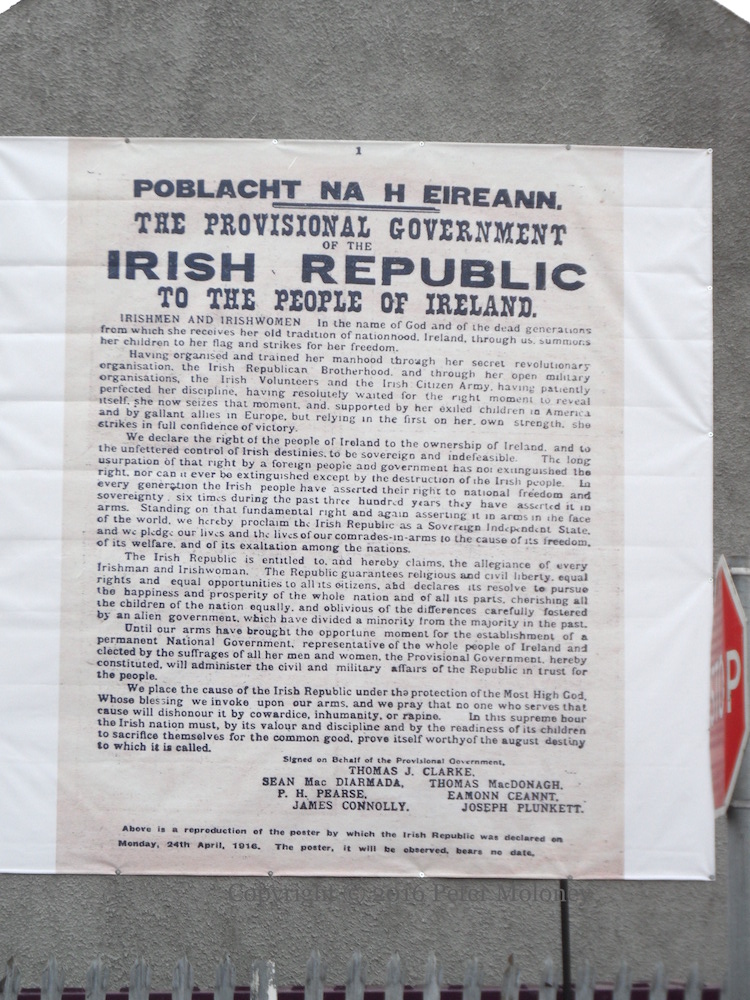 1
POBLACHT NA H EIREANN.
THE PROVISIONAL GOVERNMENT
OF THE
IRISH REPUBLIC
TO THE PEOPLE OF IRELAND.
IRISHMEN AND IRISHWOMEN In the name of God and of the dead generations
from which she receives her old tradition of nationhood, Ireland, through us, summons
her children to her flag and strikes for her freedom.
Having organised and trained her manhood through her secret revolutionary
organisation, the Irish Republican Brotherhood, and through her open military
organisations, the Irish Volunteers and the Irish Citizen Army, having patiently
perfected her discipline, having resolutely waited for the right moment to reveal
itself, she now seizes that moment, and, supported by her exiled children in America
and by gallant allies in Europe, but relying in the first on her own strength, she
strikes in full confidence of victory.
We declare the right of the people of Ireland to the ownership of Ireland, and to
the unfettered control of Irish destinies, to be sovereign and indefeasible. The long
usurpation of that right by a foreign people and government has not extinguished the
right, nor can it ever be extinguished except by the destruction of the Irish people. In
every generation the Irish people have asserted their right to national freedom and
sovereignty, six times during the past three hundred years they have asserted it in
arms. Standing on that fundamental right and again asserting it in arms in the face
of the world, we hereby proclaim the Irish Republic as a Sovereign Independent State,
and we pledge our lives and the lives of our comrades-in-arms to the cause of its freedom,
of its welfare, and of its exaltation among the nations.
The Irish Republic is entitled to, and hereby claims, the allegiance of every
Irishman and Irishwoman. The Republic guarantees religious and civil liberty, equal
rights and equal opportunities to all its citizens, and declares its resolve to pursue
the happiness and prosperity of the whole nation and of all its parts, cherishing all
the children of the nation equally, and oblivious of the differences carefully fostered
by an alien government, which have divided a minority from the majority in the past.
Until our arms have brought the opportune moment for the establishment of a
permanent National Government, representative of the whole people of Ireland and
elected by the suffrages of all her men and women, the Provisional Government, hereby
constituted, will administer the civil and military affairs of the Republic in trust for
the people.
We place the cause of the Irish Republic under the protection of the Most High God,
Whose blessing we invoke upon our arms, and we pray that no one who serves that
cause will dishonour it by cowardice, inhumanity, or rapine. In this supreme hour
the Irish nation must, by its valour and discipline and by the readiness of its children
to sacrifice themselves for the common good, prove itself worthy of the august destiny
to which it is called.
Signed on Behalf of the Provisional Government,
THOMAS J. CLARKE,
SEAN Mac DIARMADA, THOMAS MacDONAGH,
P. H. PEARSE, EAMONN CEANNT,
JAMES CONNOLLY. JOSEPH PLUNKETT.
Above is a reproduction of the poster by which the Irish Republic was declared on
Monday, 24th April, 1916. The poster, it will be observed, bears no date.
STOP
Copyright © 2016 Peter Moloney